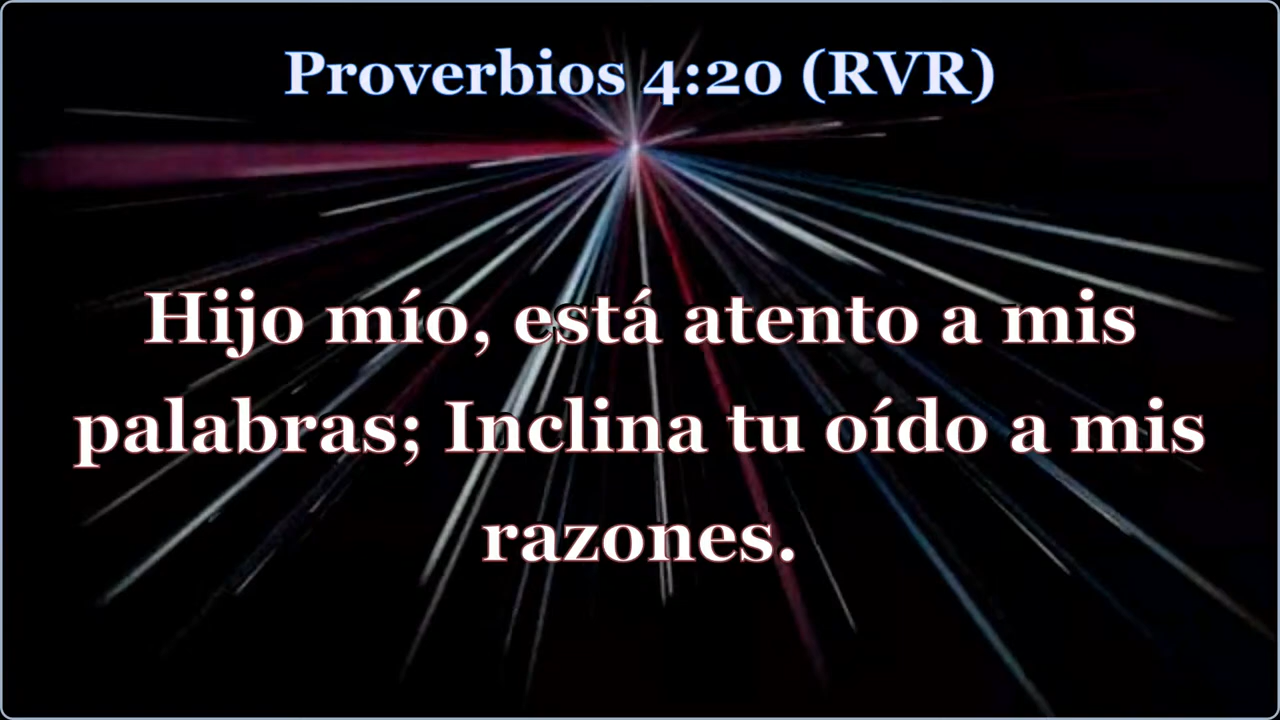 Proverbios 4:20 (RVR)
Hijo mío, está atento a mis
palabras; Inclina tu oído a mis
razones.